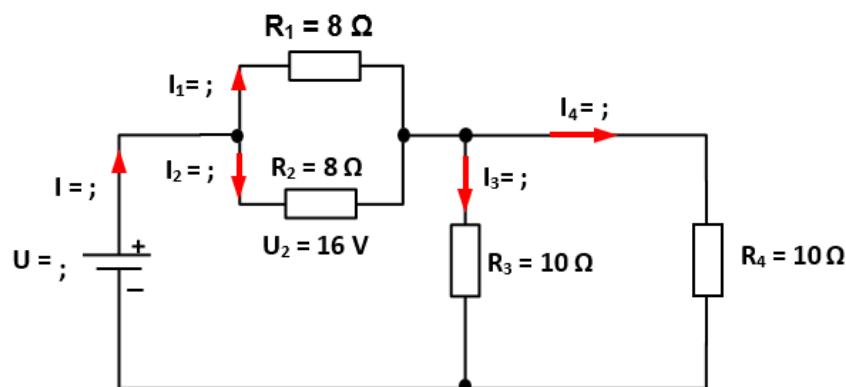 R₁ = 8 Ω
I₁= ;
I₄= ;
I₂= ;
R₂ = 8 Ω
I₃= ;
I = ;
U₂ = 16 V
U = ;
+
–
R₃ = 10 Ω
R₄ = 10 Ω